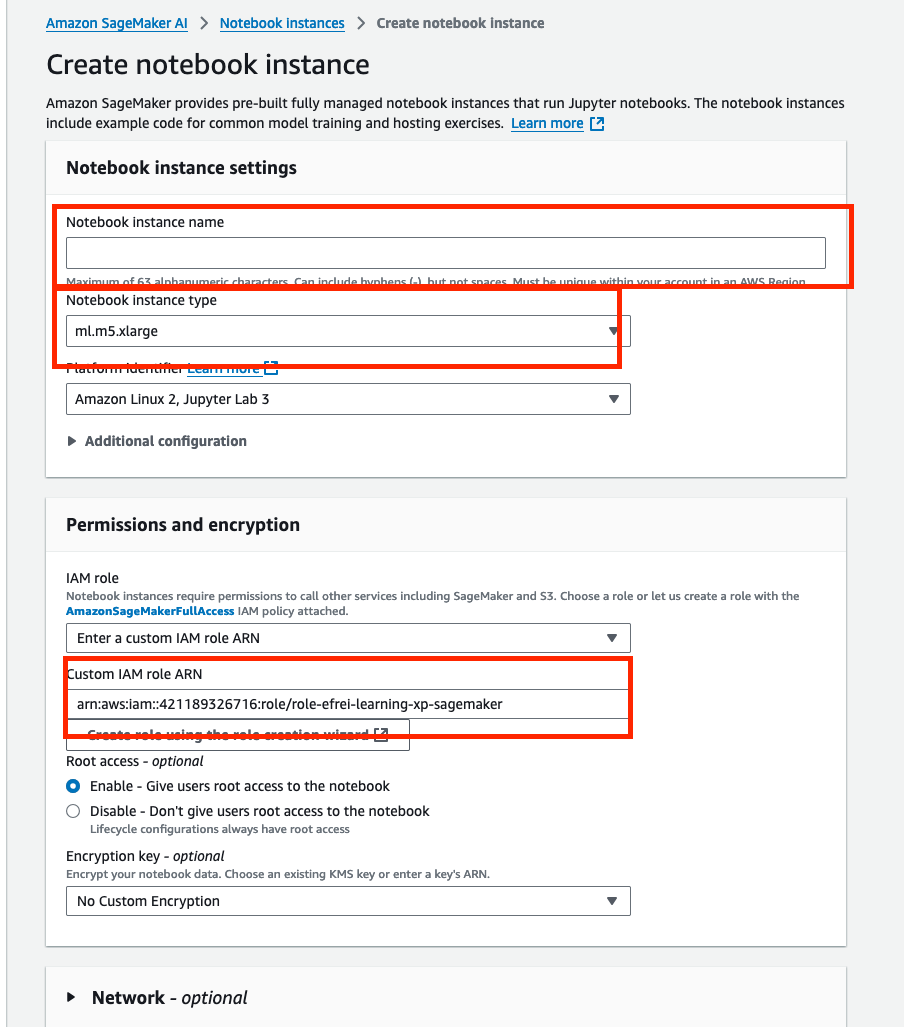 Amazon SageMaker AI > Notebook instances > Create notebook instance
Create notebook instance
Amazon SageMaker provides pre-built fully managed notebook instances that run Jupyter notebooks. The notebook instances
include example code for common model training and hosting exercises. Learn more
Notebook instance settings
Notebook instance name
Maximum of 63 alphanumeric characters. Can include hyphens (-), but not spaces. Must be unique within your account in an AWS Region.
Notebook instance type
ml.m5.xlarge
Platform identifier Learn more
Amazon Linux 2, Jupyter Lab 3
Additional configuration
Permissions and encryption
IAM role
Notebook instances require permissions to call other services including SageMaker and S3. Choose a role or let us create a role with the
AmazonSageMakerFullAccess IAM policy attached.
Enter a custom IAM role ARN
Custom IAM role ARN
arn:aws:iam::421189326716:role/role-efrei-learning-xp-sagemaker
Create role using the role creation wizard
Root access - optional
Enable - Give users root access to the notebook
Disable - Don't give users root access to the notebook
Lifecycle configurations always have root access
Encryption key - optional
Encrypt your notebook data. Choose an existing KMS key or enter a key's ARN.
No Custom Encryption
Network - optional